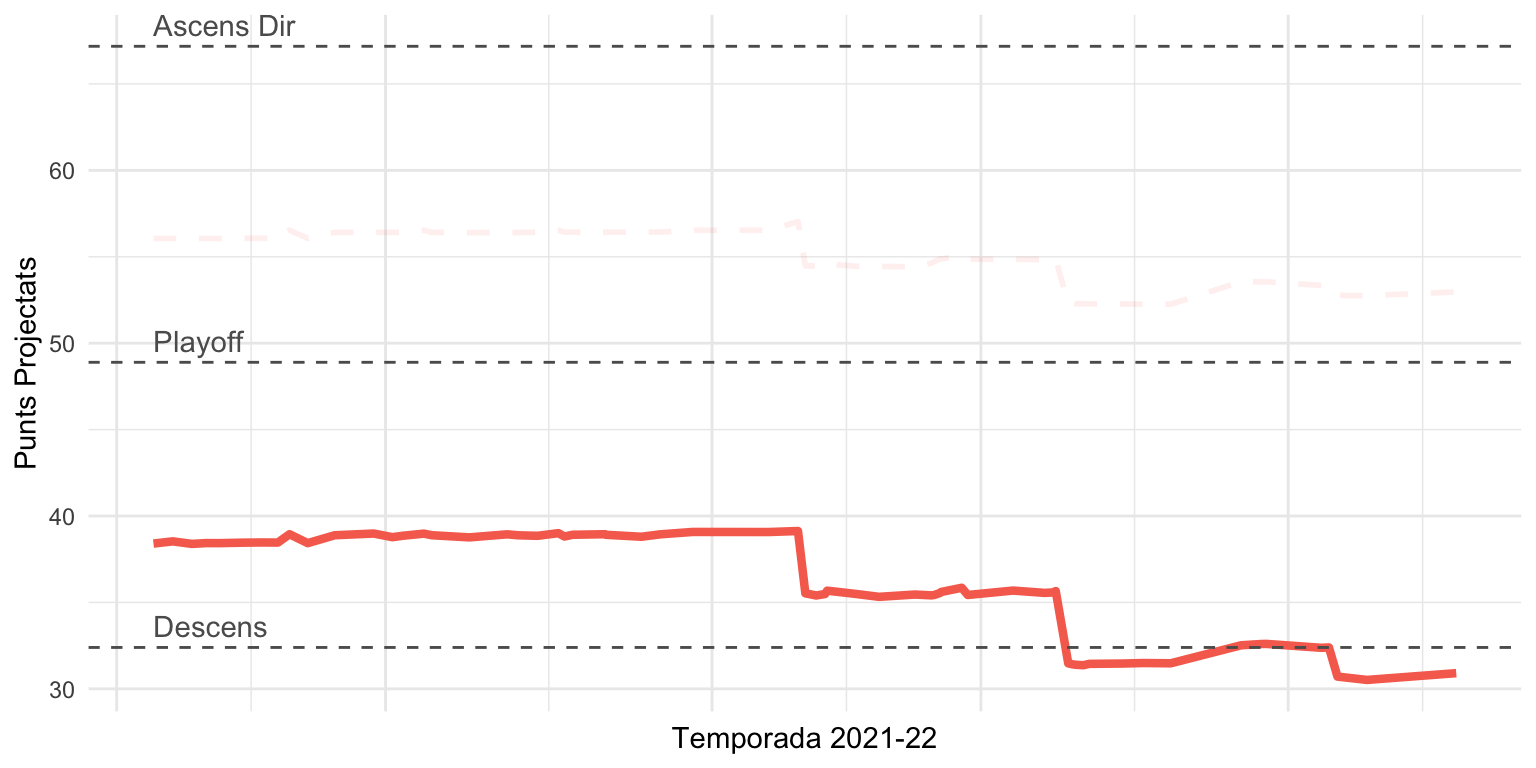 Ascens Dir
60
50
Playoff
40
Descens
30
Punts Projectats
Temporada 2021-22